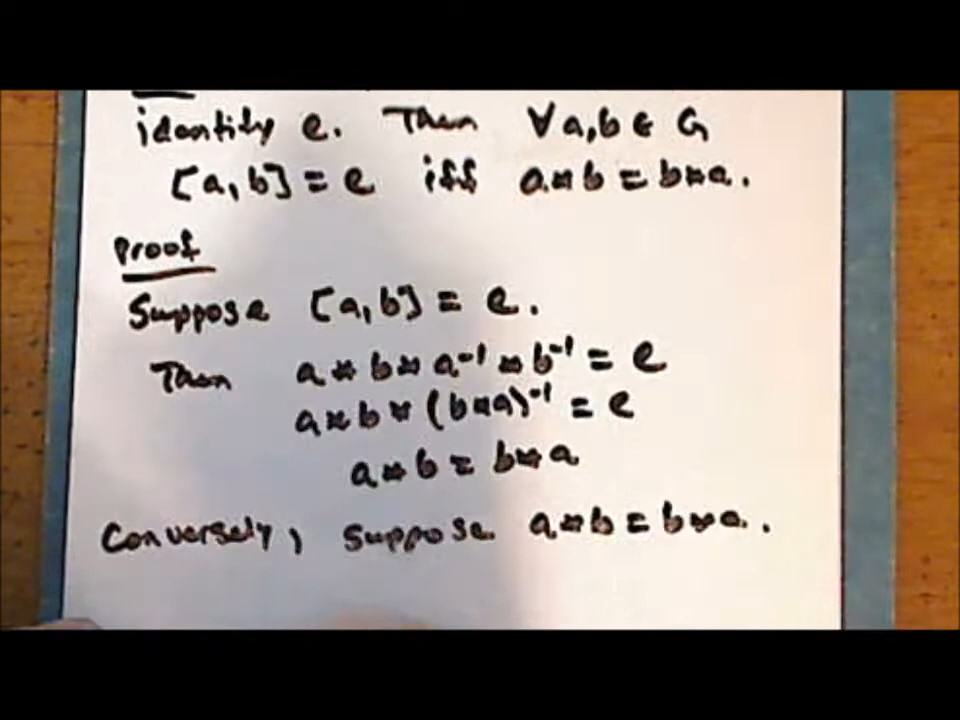 identity e. Then ∀a,b ∈ G
[a,b] = e iff a*b = b*a.
Proof
Suppose [a,b] = e.
Then a*b*a⁻¹*b⁻¹ = e
a*b*(b*a)⁻¹ = e
a*b = b*a
Conversely, suppose a*b = b*a.